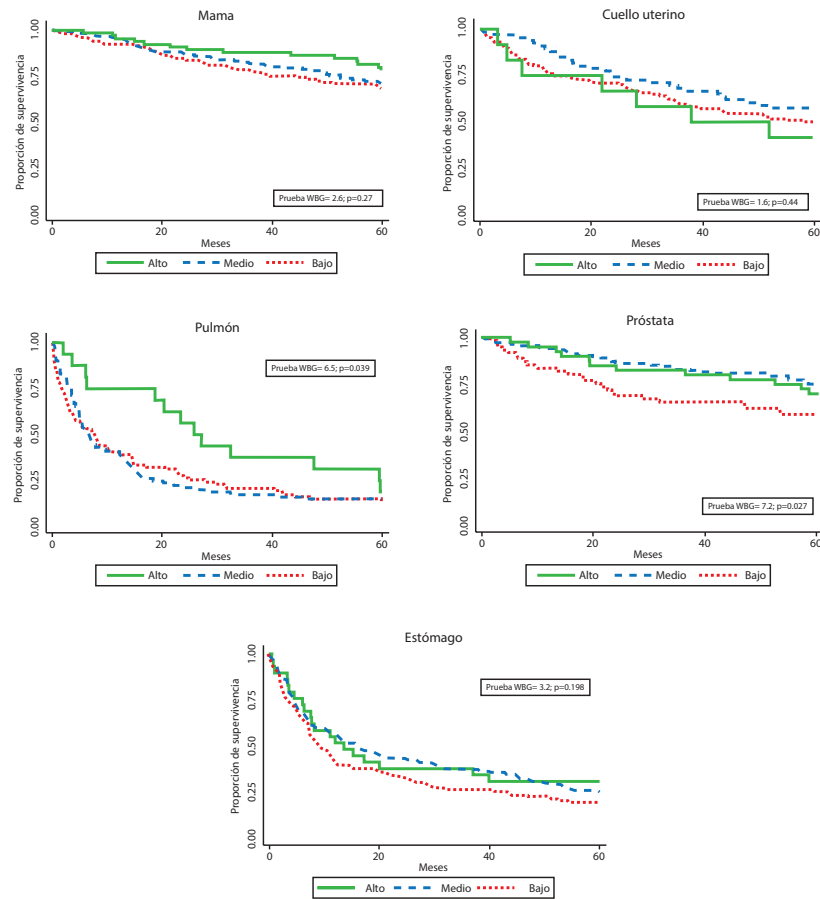 Mama
Proporción de supervivencia
1.00
0.75
0.50
0.25
0.00
Prueba WBG= 2.6; p=0.27
0 20 40 60
Meses
Alto Medio Bajo
Cuello uterino
Proporción de supervivencia
1.00
0.75
0.50
0.25
0.00
Prueba WBG= 1.6; p=0.44
0 20 40 60
Meses
Alto Medio Bajo
Pulmón
Proporción de supervivencia
1.00
0.75
0.50
0.25
0.00
Prueba WBG= 6.5; p=0.039
0 20 40 60
Meses
Alto Medio Bajo
Próstata
Proporción de supervivencia
1.00
0.75
0.50
0.25
0.00
Prueba WBG= 7.2; p=0.027
0 20 40 60
Meses
Alto Medio Bajo
Estómago
Proporción de supervivencia
1.00
0.75
0.50
0.25
0.00
Prueba WBG= 3.2; p=0.198
0 20 40 60
Meses
Alto Medio Bajo